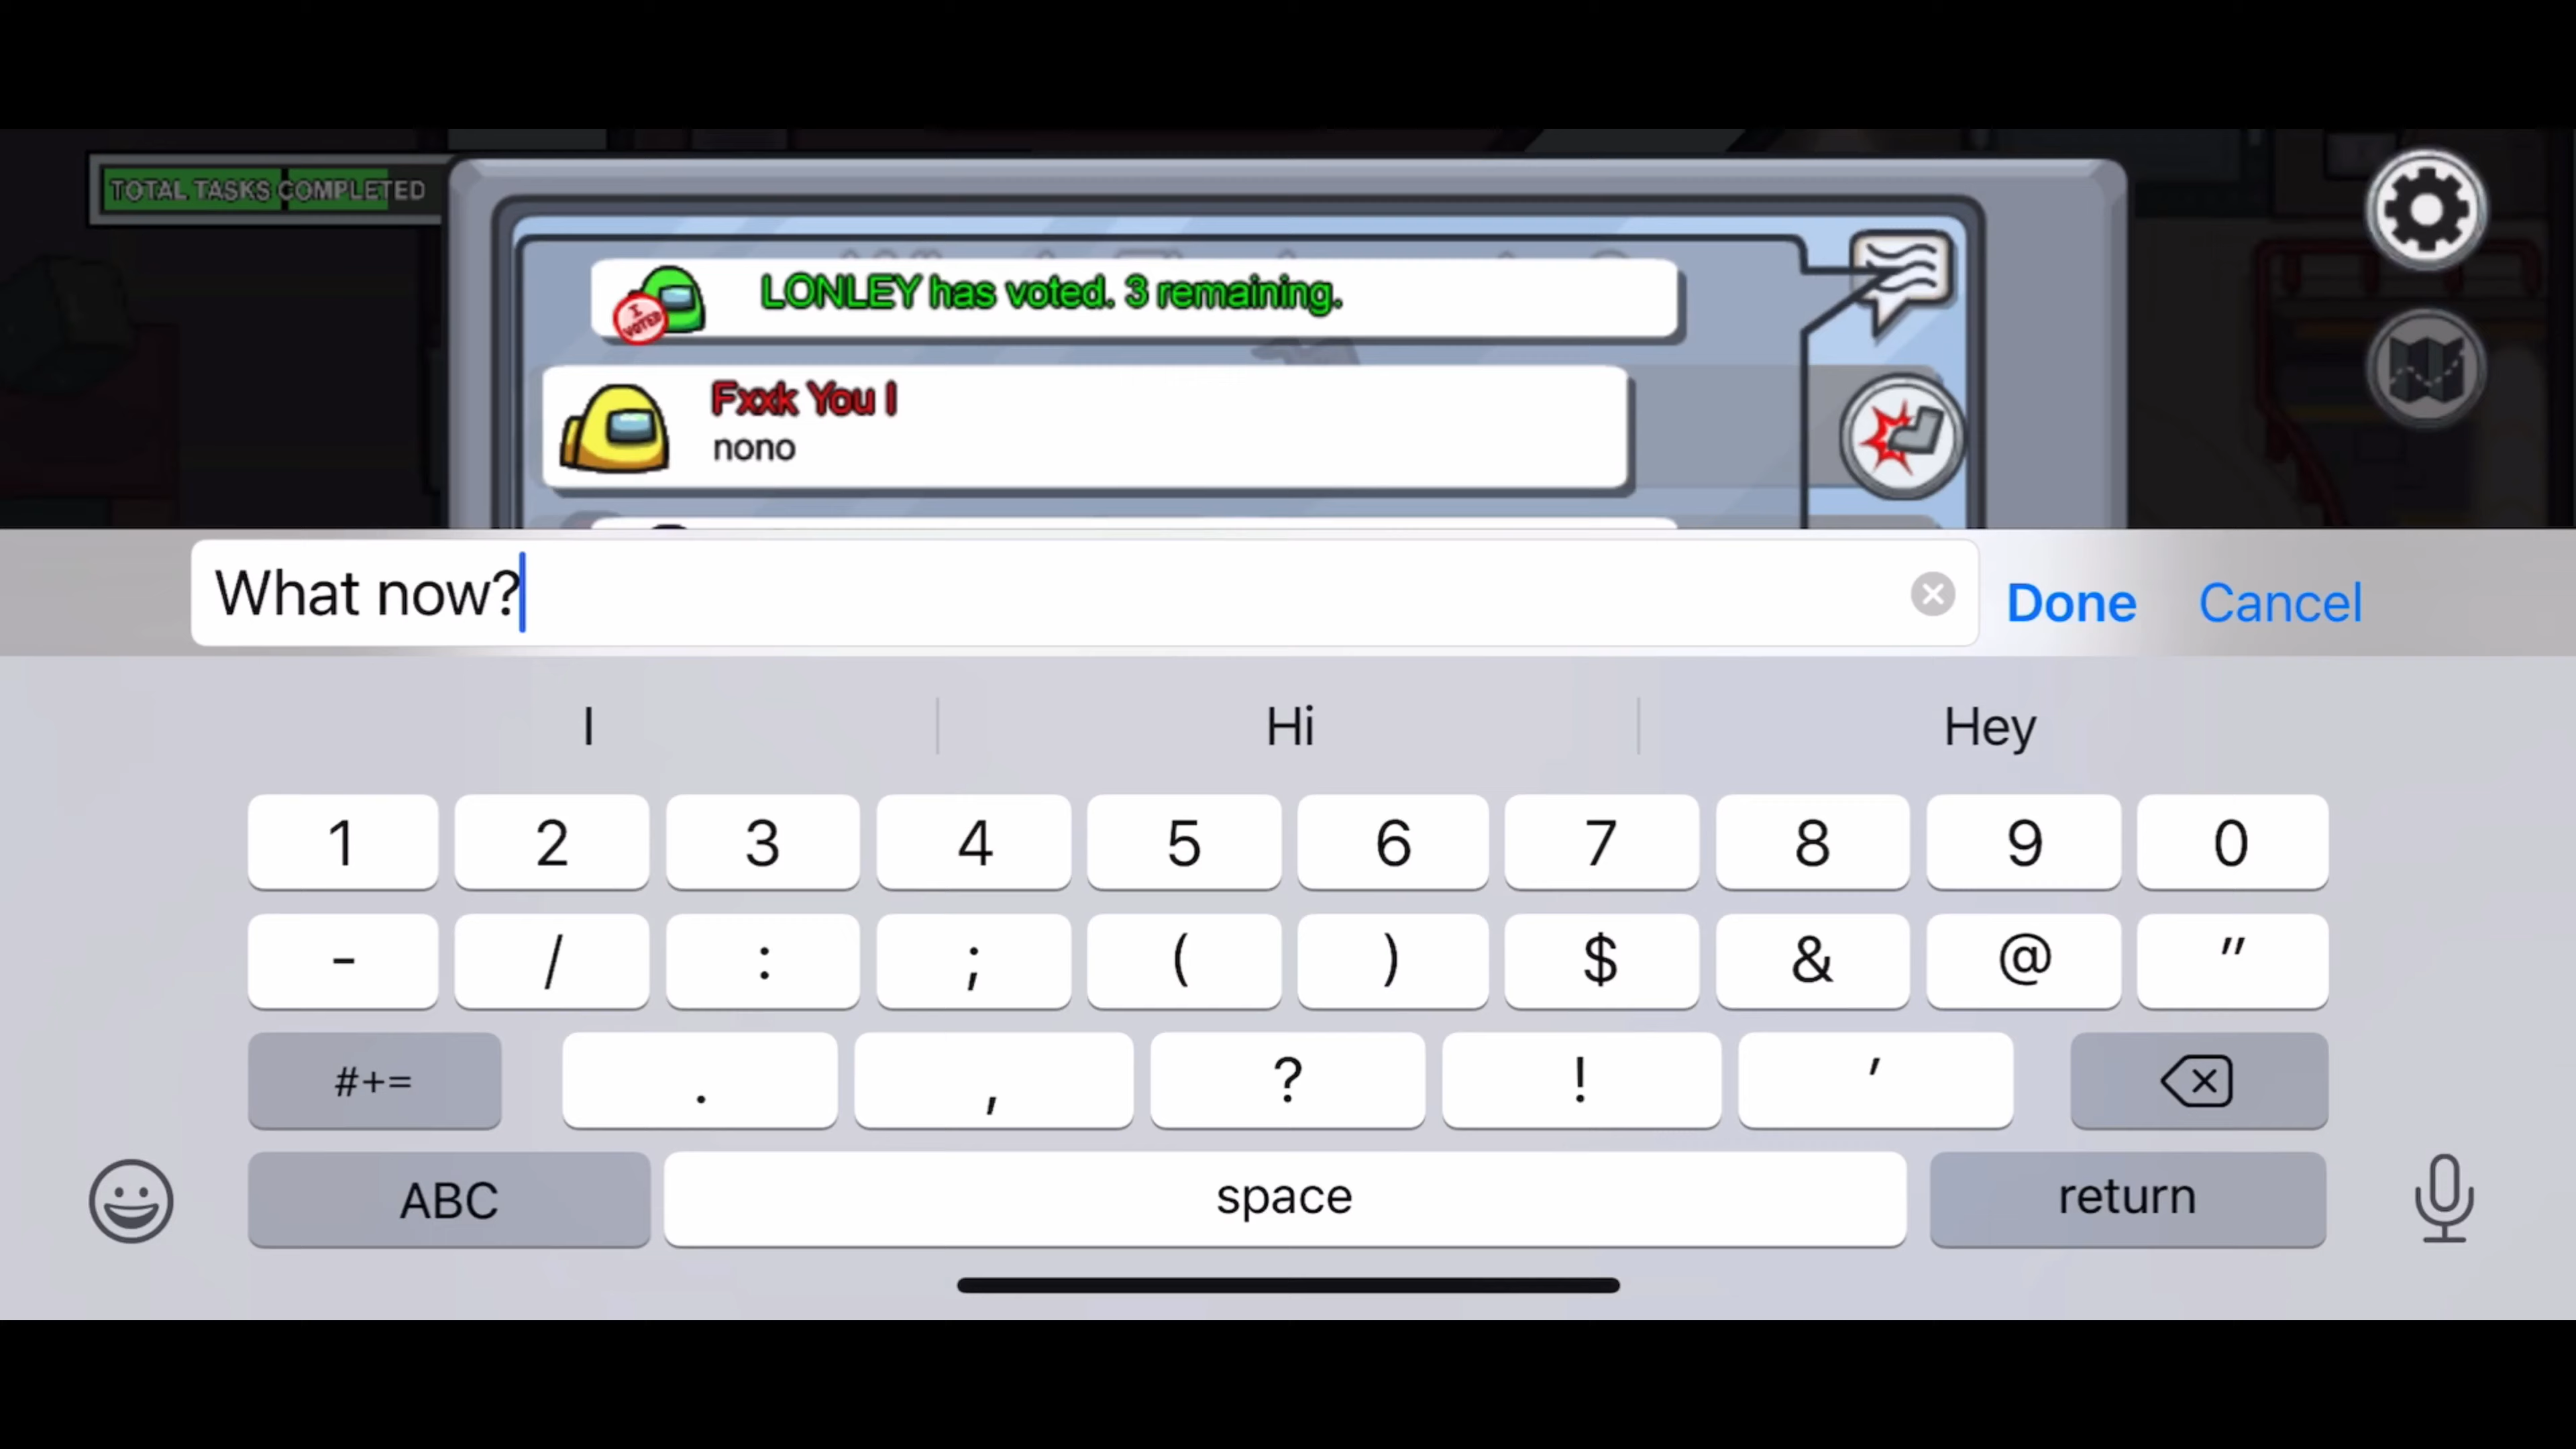 TOTAL TASKS COMPLETED
I VOTED
LONLEY has voted. 3 remaining.
Fxxk You I
nono
What now?
Done Cancel
I Hi Hey
1 2 3 4 5 6 7 8 9 0
- / : ; ( ) $ & @ "
#+= . , ? ! '
ABC space return